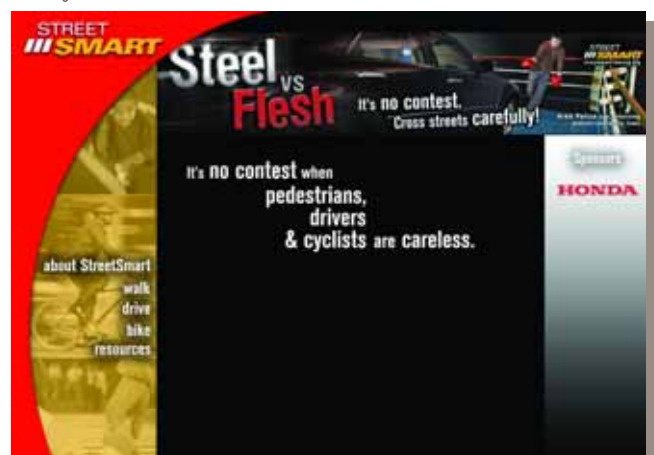 STREET
SMART
Steel
vs
Flesh
It's no contest.
Cross streets carefully!
STREET
SMART
Sponsors
HONDA
It's no contest when
pedestrians,
drivers
& cyclists are careless.
about StreetSmart
walk
drive
bike
resources